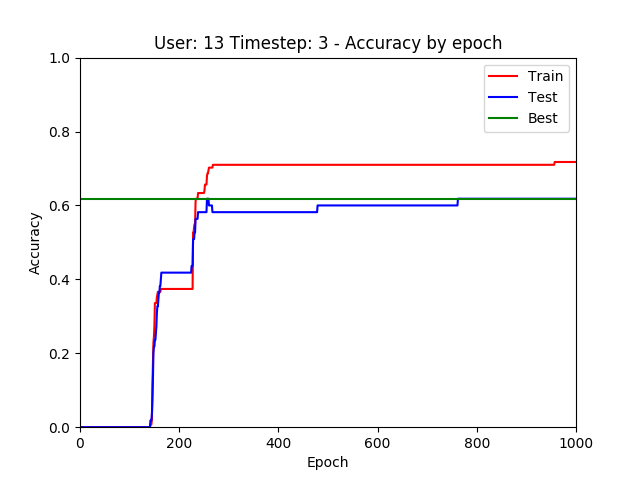 User: 13 Timestep: 3 - Accuracy by epoch
1.0
0.8
0.6
0.4
0.2
0.0
Accuracy
Train
Test
Best
0 200 400 600 800 1000
Epoch